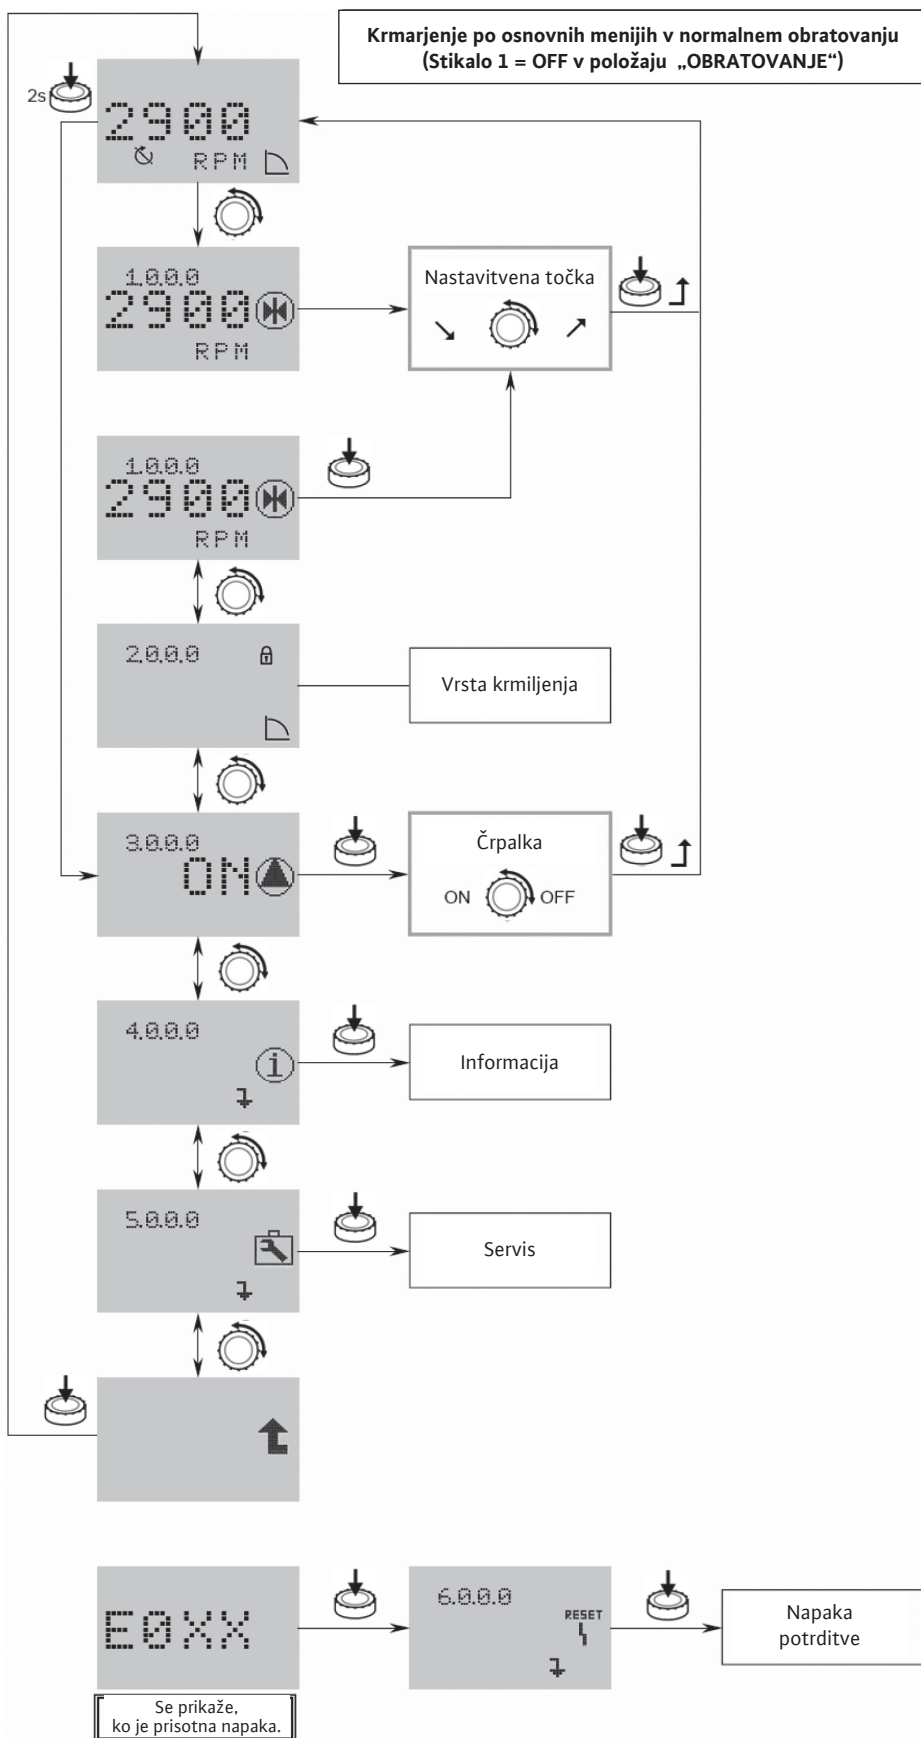 Krmarjenje po osnovnih menijih v normalnem obratovanju
(Stikalo 1 = OFF v položaju „OBRATOVANJE“)
2s
2900
RPM
1.0.0.0
2900
RPM
Nastavitvena točka
1.0.0.0
2900
RPM
2.0.0.0
Vrsta krmiljenja
3.0.0.0
ON
Črpalka
ON OFF
4.0.0.0
i
Informacija
5.0.0.0
Servis
E0XX
6.0.0.0
RESET
Napaka
potrditve
Se prikaže,
ko je prisotna napaka.